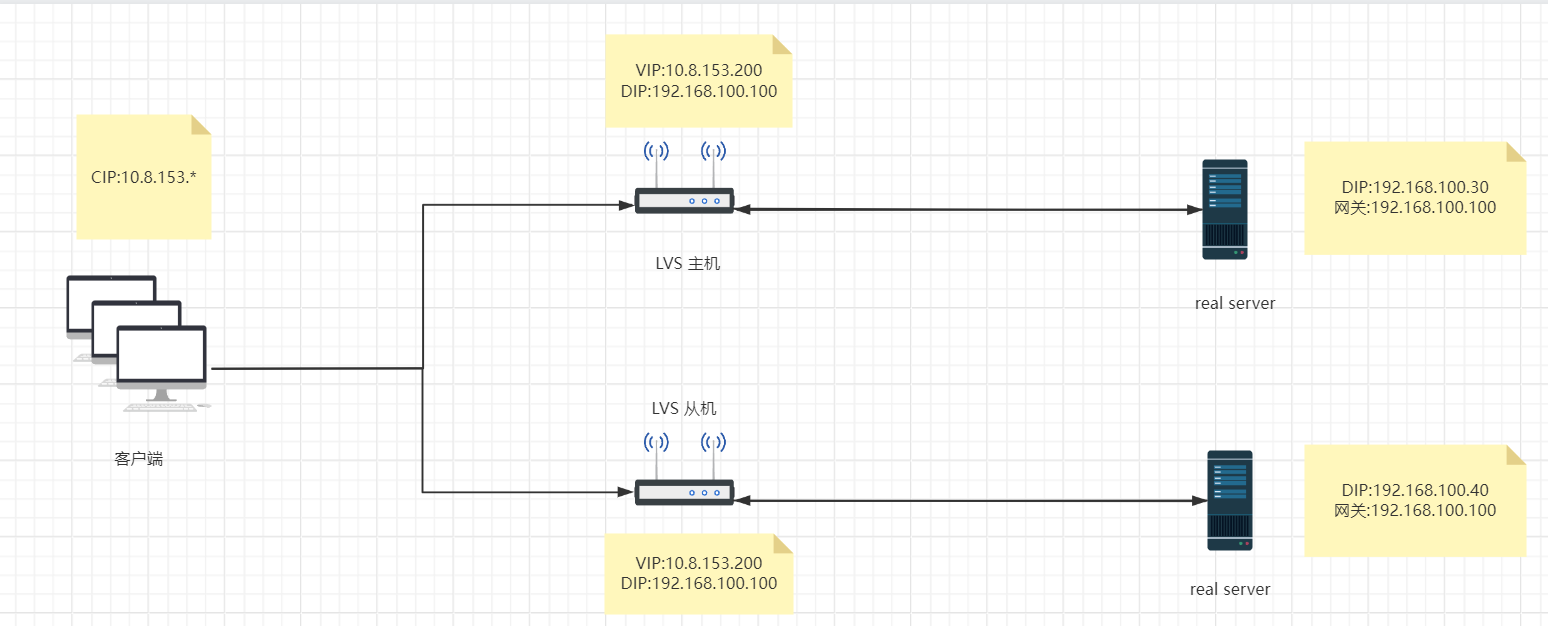 VIP:10.8.153.200
DIP:192.168.100.100
CIP:10.8.153.*
DIP:192.168.100.30
网关:192.168.100.100
LVS 主机
real server
LVS 从机
客户端
DIP:192.168.100.40
网关:192.168.100.100
VIP:10.8.153.200
DIP:192.168.100.100
real server